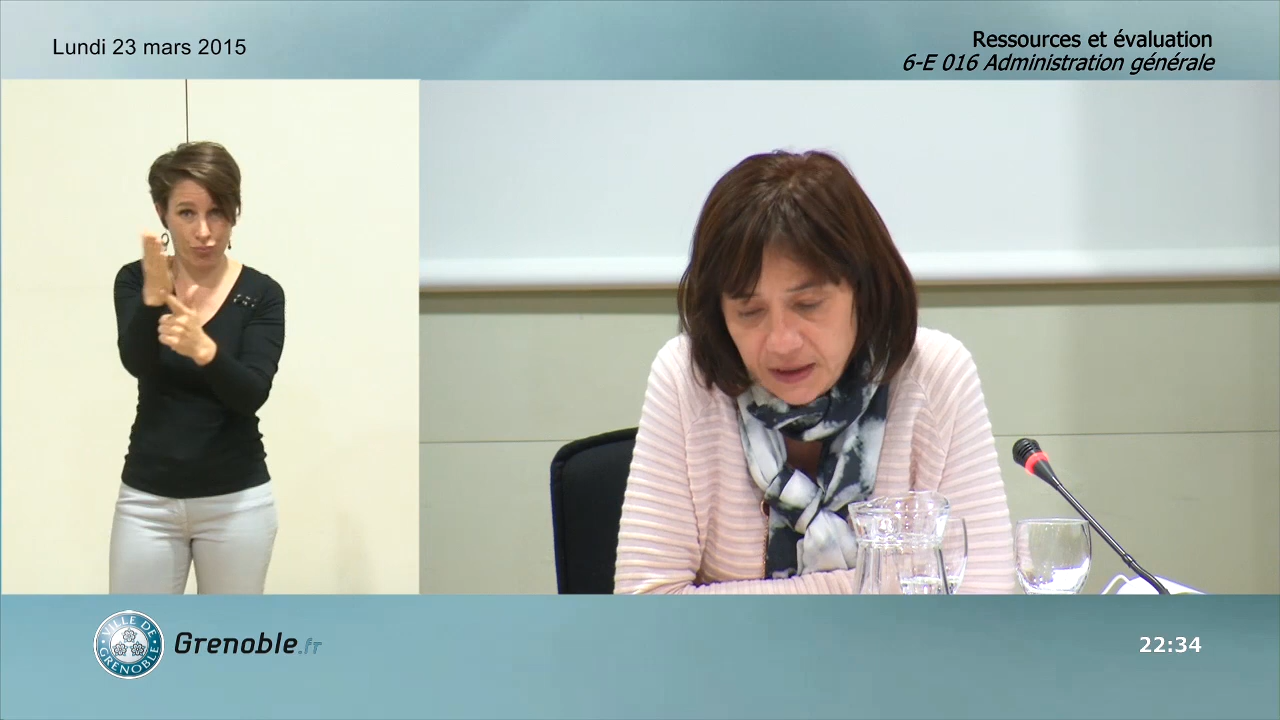 Lundi 23 mars 2015
Ressources et évaluation
6-E 016 Administration générale
VILLE DE
GRENOBLE
Grenoble.fr
22:34